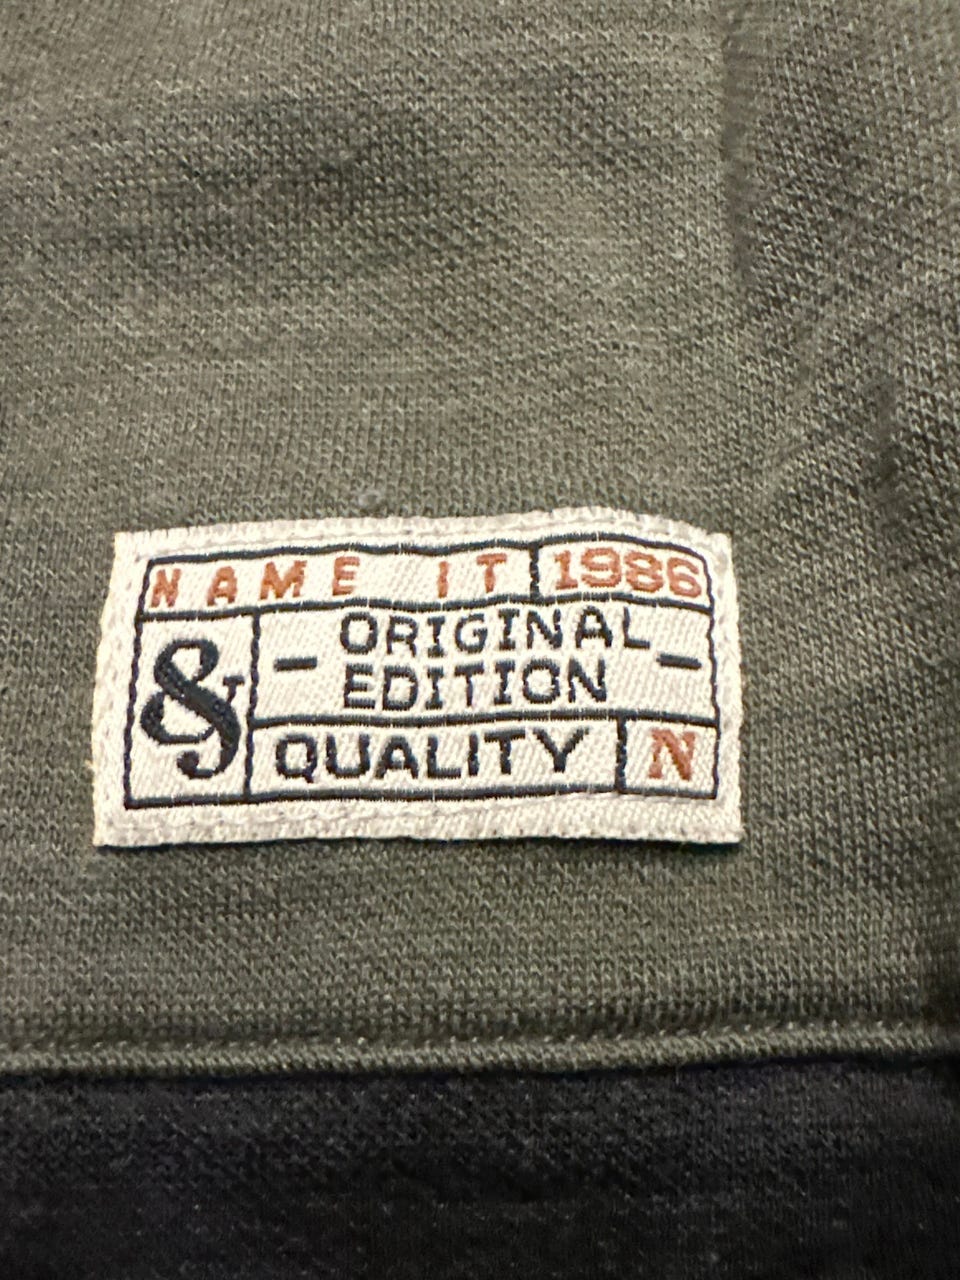 NAME IT 1986
& - ORIGINAL
EDITION -
QUALITY N